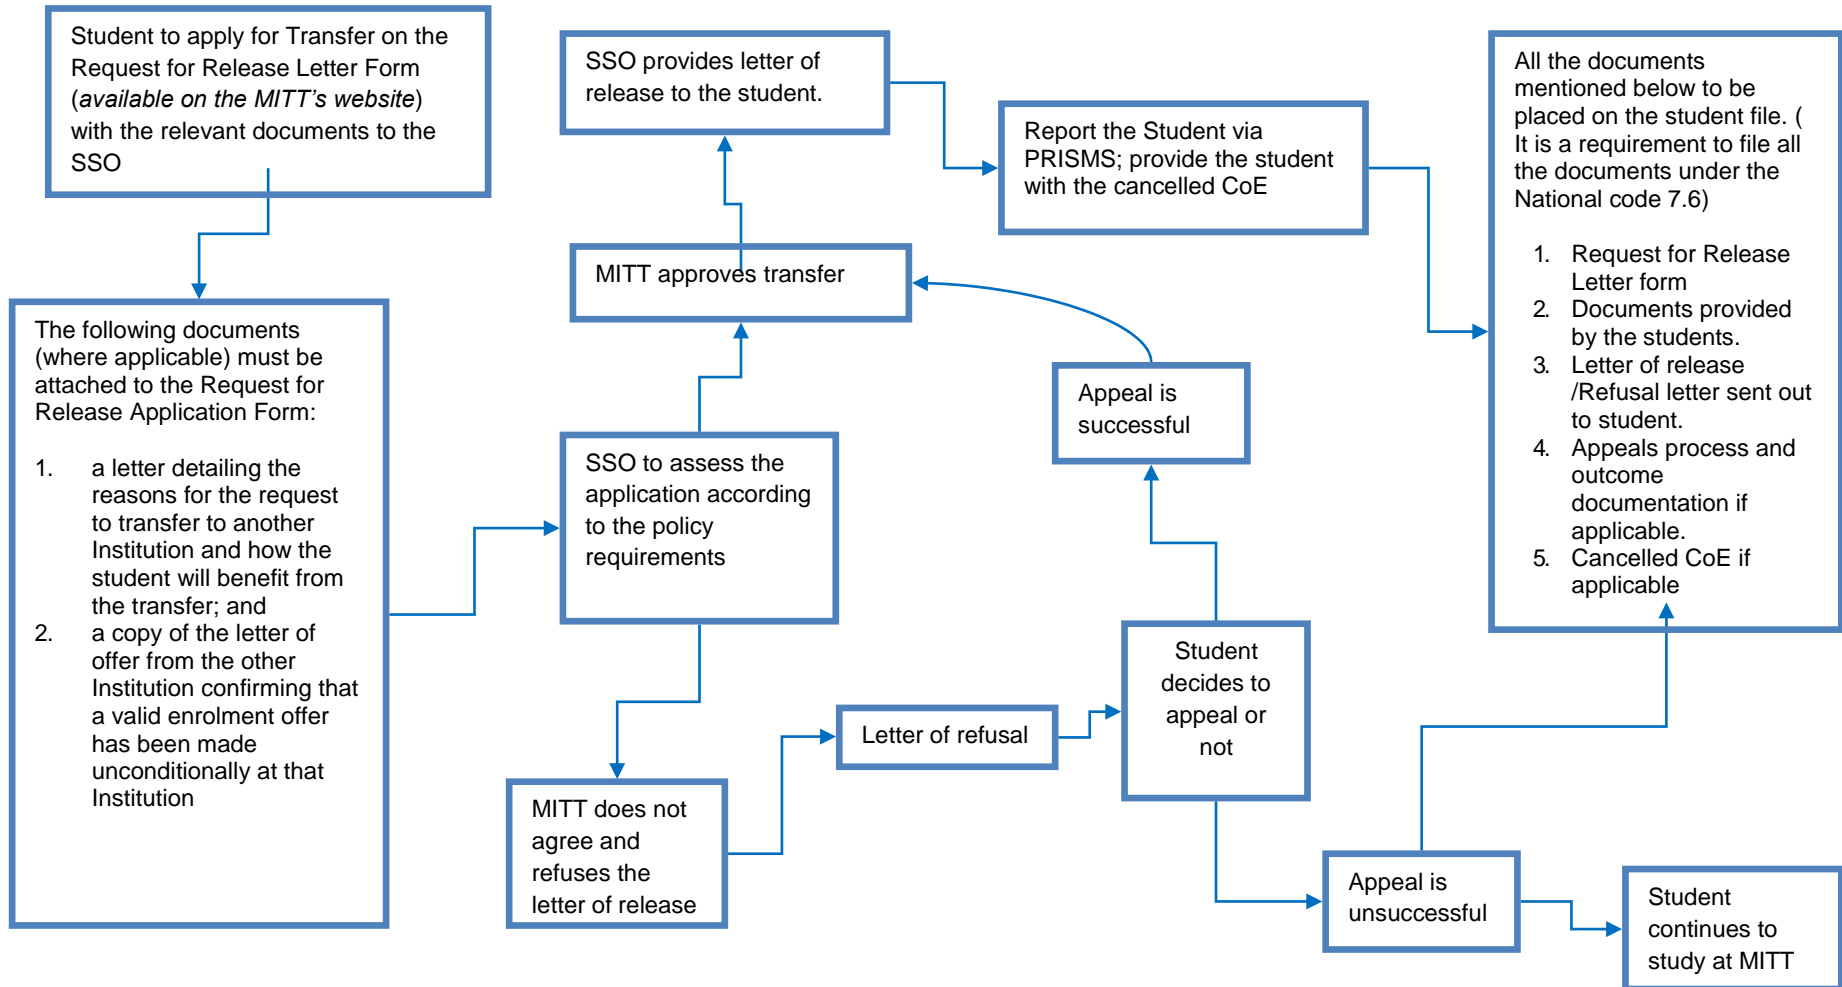 Student to apply for Transfer on the
Request for Release Letter Form
(available on the MITT's website)
with the relevant documents to the
SSO
The following documents
(where applicable) must be
attached to the Request for
Release Application Form:
1. a letter detailing the
reasons for the request
to transfer to another
Institution and how the
student will benefit from
the transfer; and
2. a copy of the letter of
offer from the other
Institution confirming that
a valid enrolment offer
has been made
unconditionally at that
Institution
SSO to assess the
application according
to the policy
requirements
MITT approves transfer
SSO provides letter of
release to the student.
Report the Student via
PRISMS; provide the student
with the cancelled CoE
All the documents
mentioned below to be
placed on the student file. (
It is a requirement to file all
the documents under the
National code 7.6)
1. Request for Release
Letter form
2. Documents provided
by the students.
3. Letter of release
/Refusal letter sent out
to student.
4. Appeals process and
outcome
documentation if
applicable.
5. Cancelled CoE if
applicable
MITT does not
agree and
refuses the
letter of release
Letter of refusal
Student
decides to
appeal or
not
Appeal is
successful
Appeal is
unsuccessful
Student
continues to
study at MITT